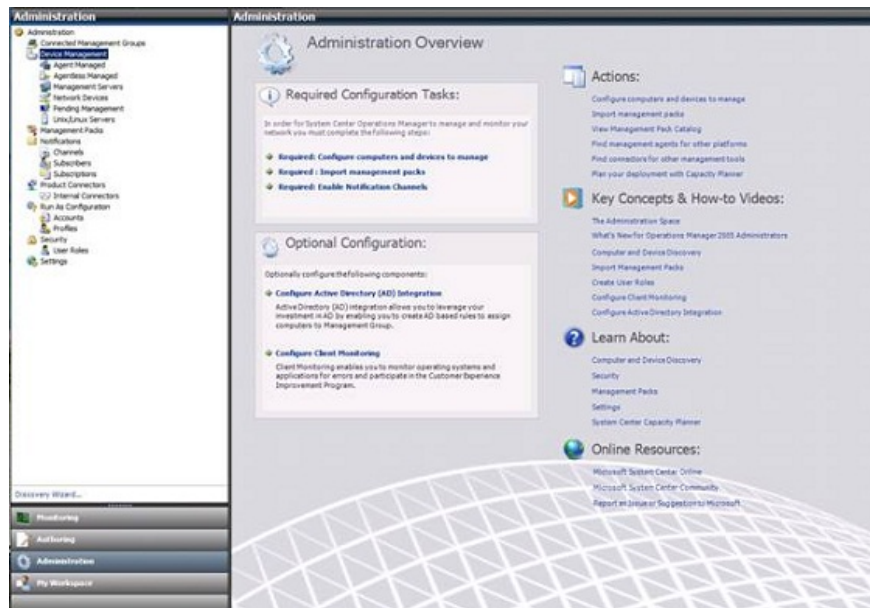 Administration
Administration
Connected Management Groups
Device Management
Agent Managed
Agentless Managed
Management Servers
Network Devices
Pending Management
Unix/Linux Servers
Management Packs
Notifications
Channels
Subscribers
Subscriptions
Product Connectors
Internal Connectors
Run As Configuration
Accounts
Profiles
Security
User Roles
Settings
Discovery Wizard...
Monitoring
Authoring
Administration
My Workspace
Administration
Administration Overview
Required Configuration Tasks:
In order for System Center Operations Manager to manage and monitor your
network you must complete the following steps:
Required: Configure computers and devices to manage
Required : Import management packs
Required: Enable Notification Channels
Optional Configuration:
Optionally configure the following components:
Configure Active Directory (AD) Integration
Active Directory (AD) integration allows you to leverage your
investment in AD by enabling you to create AD based rules to assign
computers to Management Group.
Configure Client Monitoring
Client Monitoring enables you to monitor operating systems and
applications for errors and participate in the Customer Experience
Improvement Program.
Actions:
Configure computers and devices to manage
Import management packs
View Management Pack Catalog
Find management agents for other platforms
Find connectors for other management tools
Plan your deployment with Capacity Planner
Key Concepts & How-to Videos:
The Administration Space
What's New for Operations Manager 2005 Administrators
Computer and Device Discovery
Import Management Packs
Create User Roles
Configure Client Monitoring
Configure Active Directory Integration
Learn About:
Computer and Device Discovery
Security
Management Packs
Settings
System Center Capacity Planner
Online Resources:
Microsoft System Center Online
Microsoft System Center Community
Report an Issue or Suggestion to Microsoft